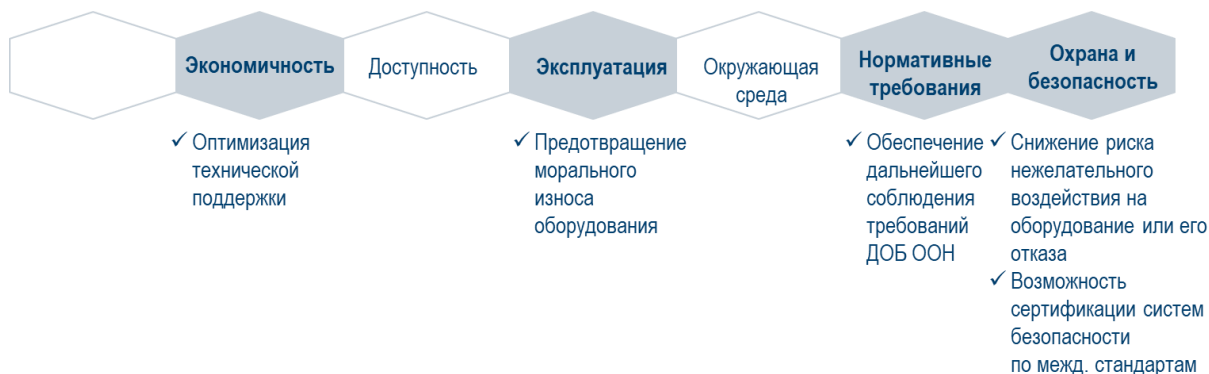 Экономичность
Доступность
Эксплуатация
Окружающая
среда
Нормативные
требования
Охрана и
безопасность
✓ Оптимизация
технической
поддержки
✓ Предотвращение
морального
износа
оборудования
✓ Обеспечение
дальнейшего
соблюдения
требований
ДОБ ООН
✓ Снижение риска
нежелательного
воздействия на
оборудование или его
отказа
✓ Возможность
сертификации систем
безопасности
по межд. стандартам